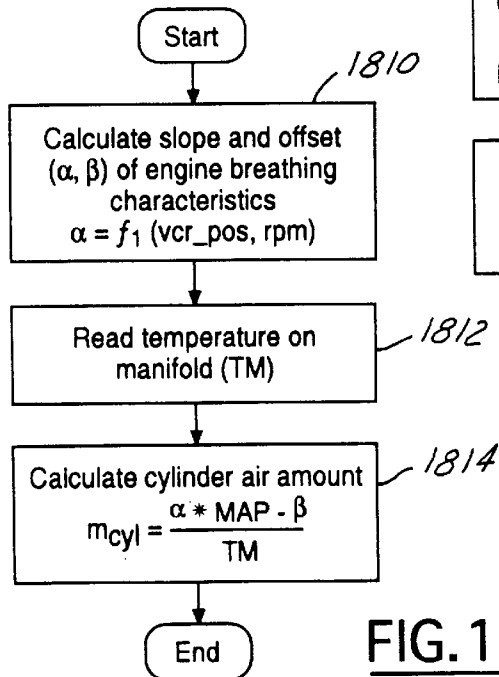 Start
1810
Calculate slope and offset
(α, β) of engine breathing
characteristics
α = f1 (vcr_pos, rpm)
Read temperature on
manifold (TM)
1812
Calculate cylinder air amount
mcyl = α * MAP - β / TM
1814
End
FIG. 1